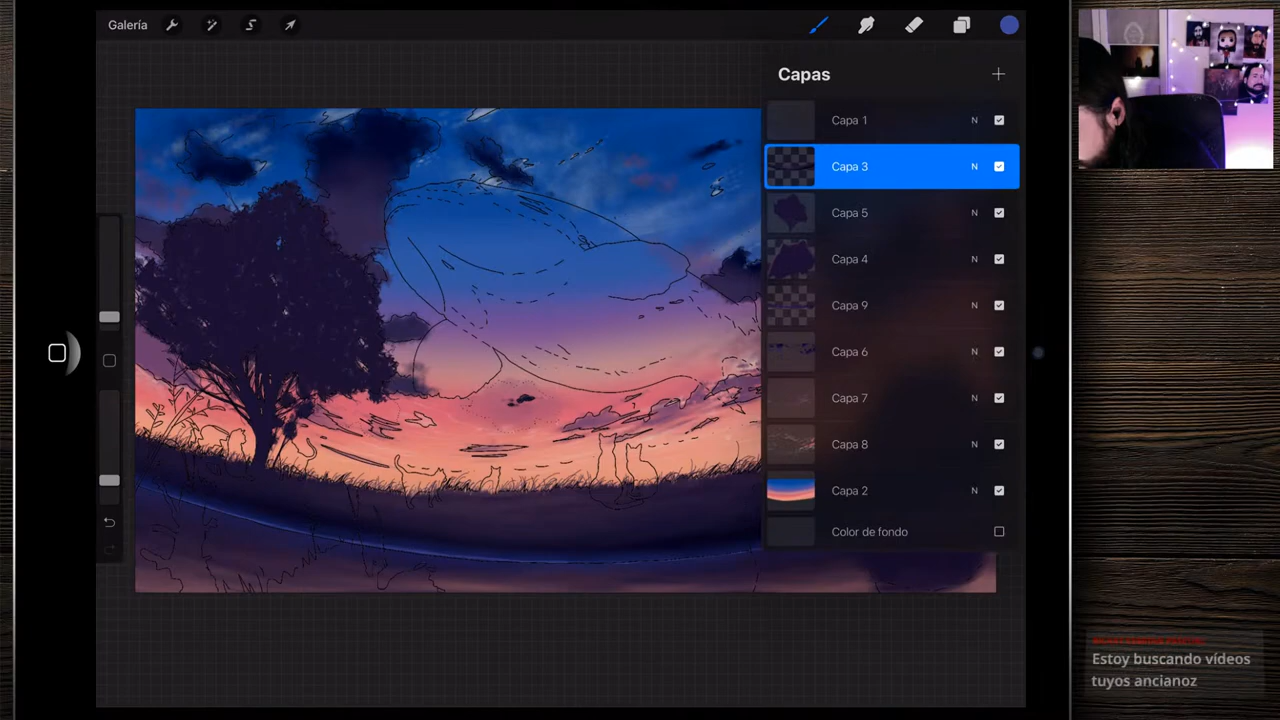 Galería
Capas
Capa 1 N
Capa 3 N
Capa 5 N
Capa 4 N
Capa 9 N
Capa 6 N
Capa 7 N
Capa 8 N
Capa 2 N
Color de fondo
Estoy buscando vídeos
tuyos ancianoz